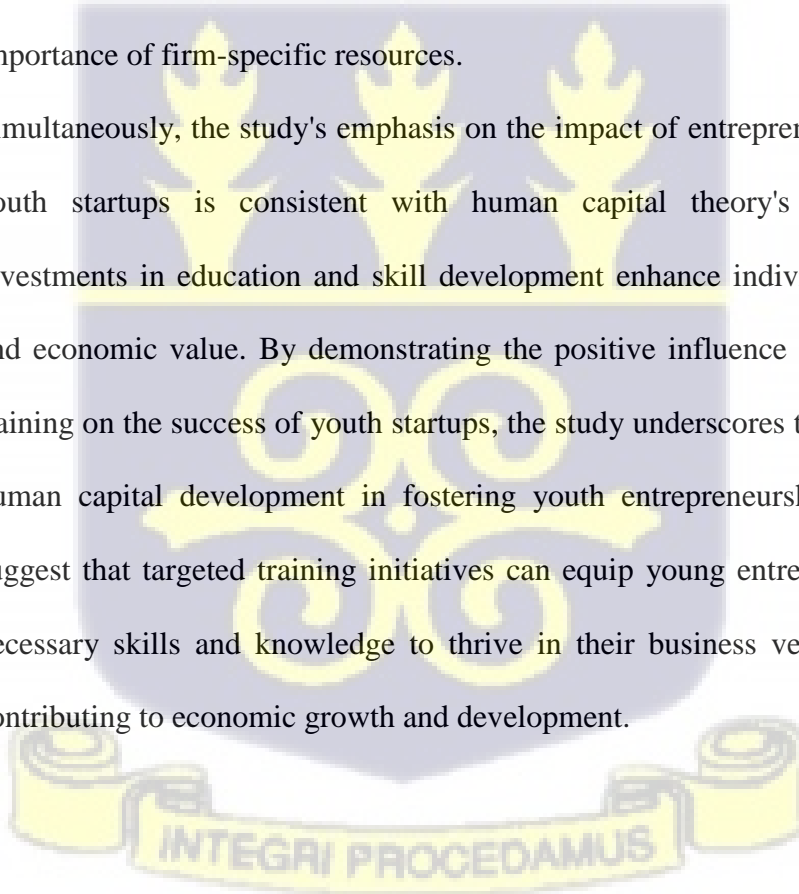 mportance of firm-specific resources.
multaneously, the study's emphasis on the impact of entrepren
outh startups is consistent with human capital theory's
vestments in education and skill development enhance indiv
nd economic value. By demonstrating the positive influence
aining on the success of youth startups, the study underscores t
uman capital development in fostering youth entrepreneursh
uggest that targeted training initiatives can equip young entre
ecessary skills and knowledge to thrive in their business ve
ontributing to economic growth and development.
INTEGRI PROCEDAMUS